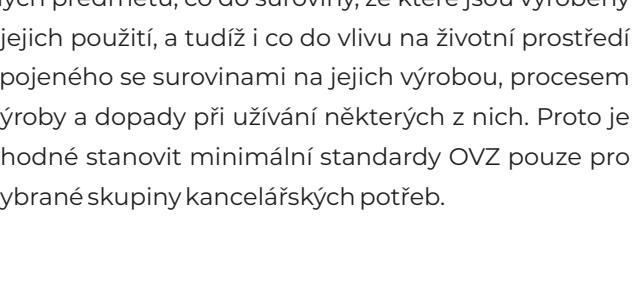 předmětů, co do suroviny, ze které jsou vyrobeny
jejich použití, a tudíž i co do vlivu na životní prostředí
pojeného se surovinami na jejich výrobou, procesem
ýroby a dopady při užívání některých z nich. Proto je
hodné stanovit minimální standardy OVZ pouze pro
ybrané skupiny kancelářských potřeb.